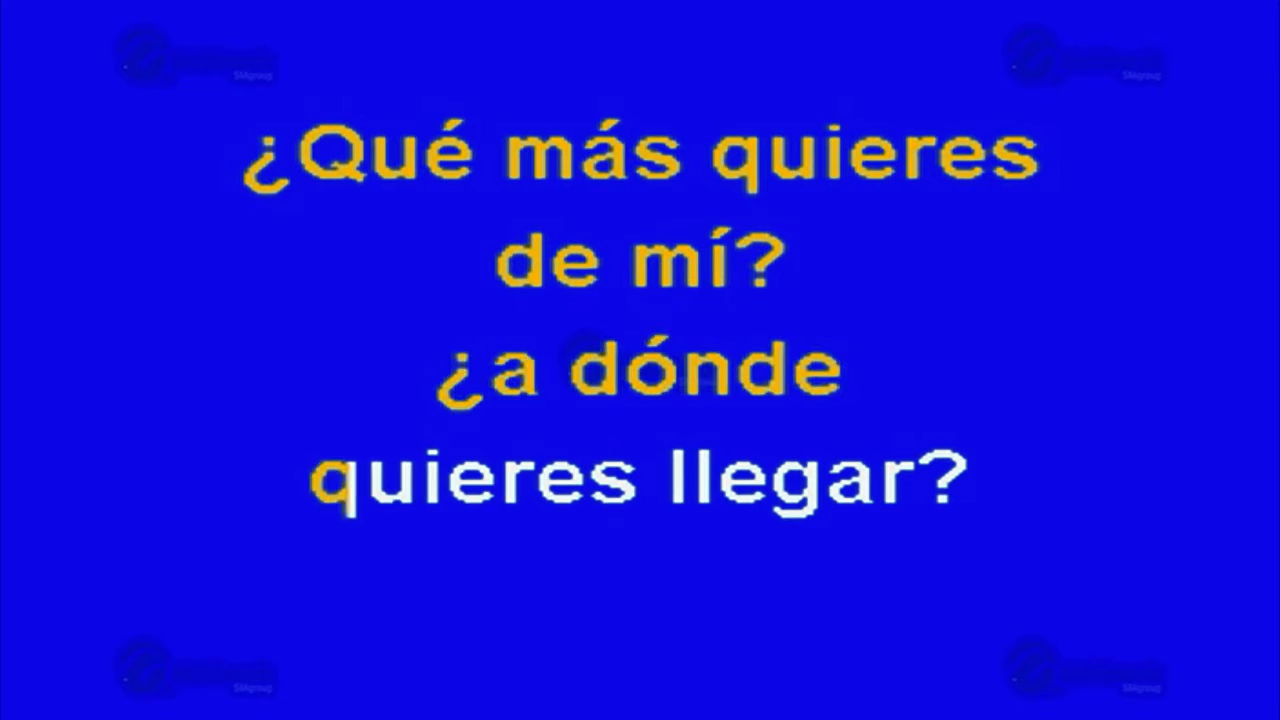 ¿Qué más quieres
de mí?
¿a dónde
quieres llegar?